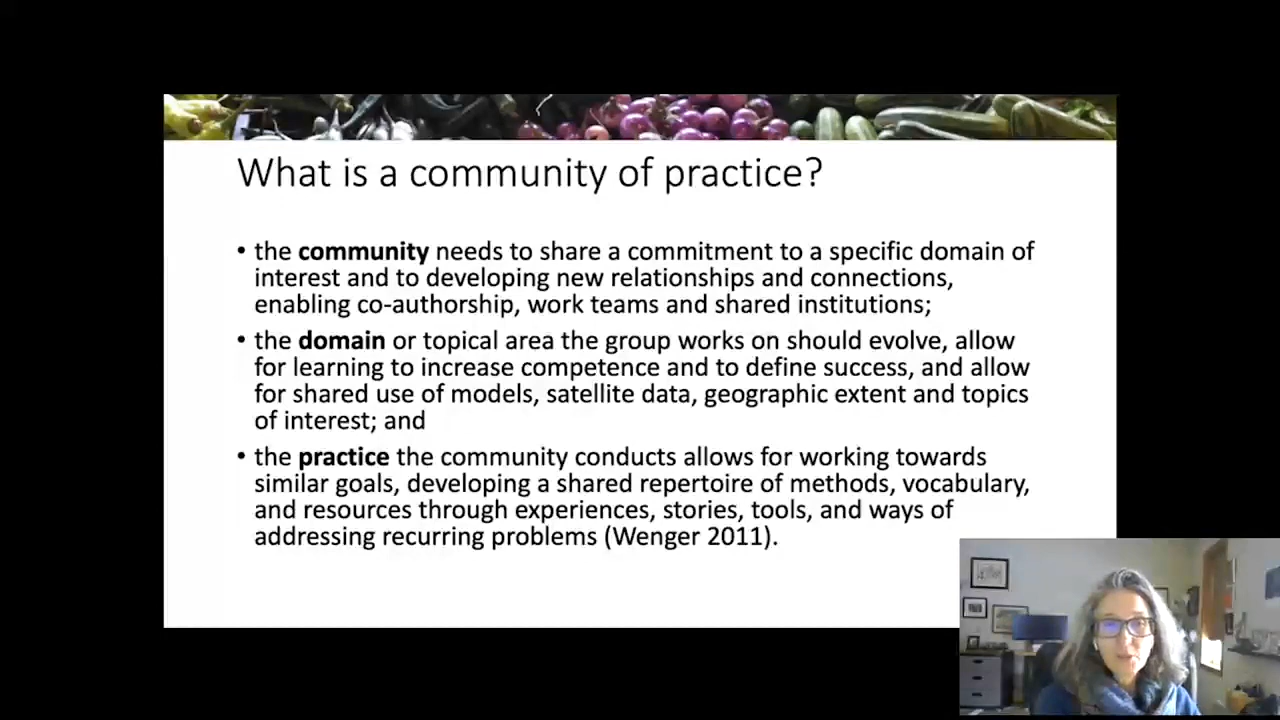 What is a community of practice?
• the community needs to share a commitment to a specific domain of
interest and to developing new relationships and connections,
enabling co-authorship, work teams and shared institutions;
• the domain or topical area the group works on should evolve, allow
for learning to increase competence and to define success, and allow
for shared use of models, satellite data, geographic extent and topics
of interest; and
• the practice the community conducts allows for working towards
similar goals, developing a shared repertoire of methods, vocabulary,
and resources through experiences, stories, tools, and ways of
addressing recurring problems (Wenger 2011).